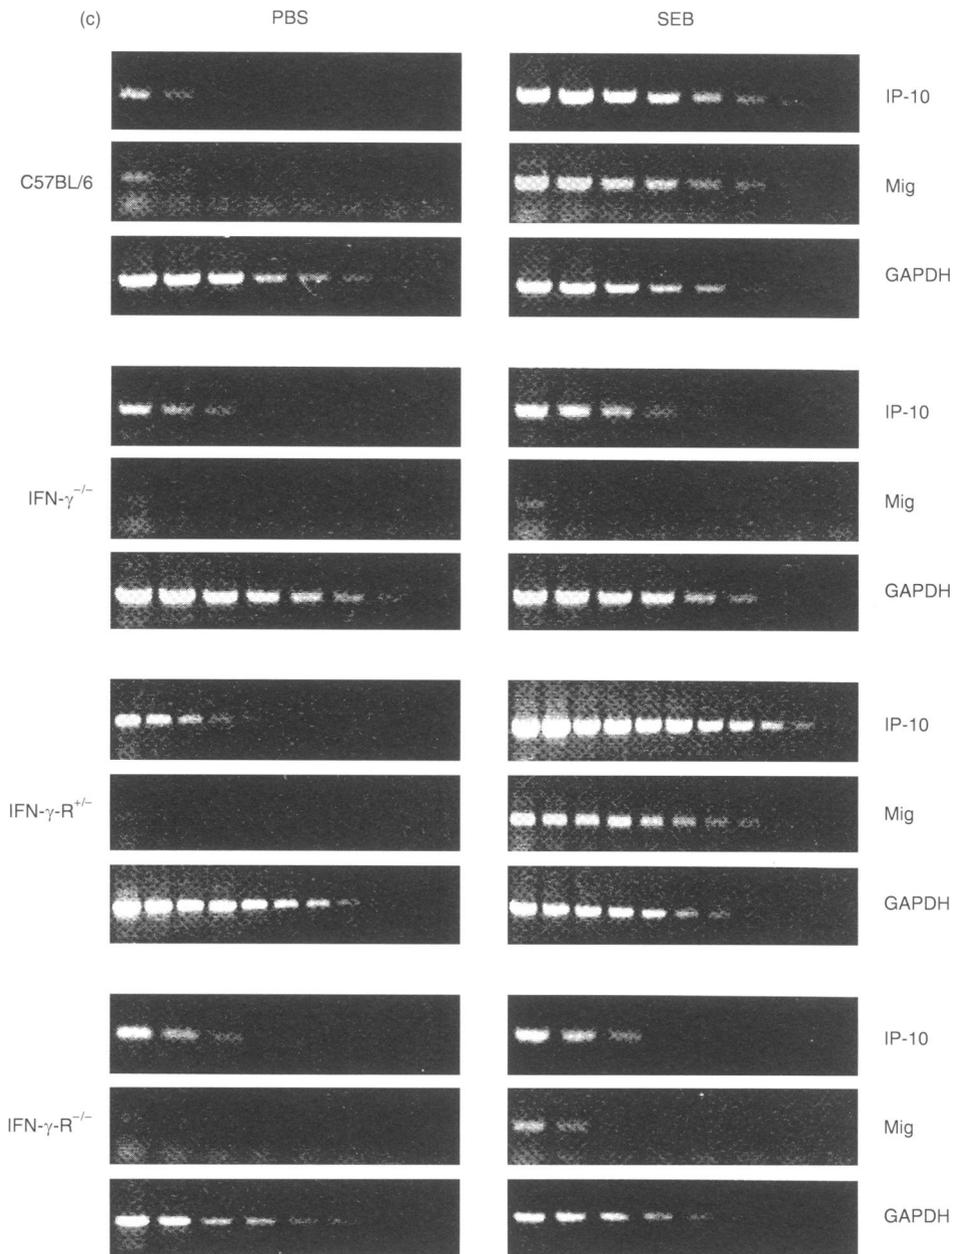 (c) PBS SEB
IP-10
C57BL/6 Mig
GAPDH
IP-10
IFN-γ⁻/⁻ Mig
GAPDH
IP-10
IFN-γ-R⁺/⁻ Mig
GAPDH
IP-10
IFN-γ-R⁻/⁻ Mig
GAPDH